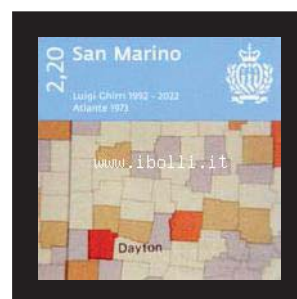 2,20
San Marino
Luigi Ghirri 1992 - 2022
Atlante 1973
www.ibolli.it
Dayton